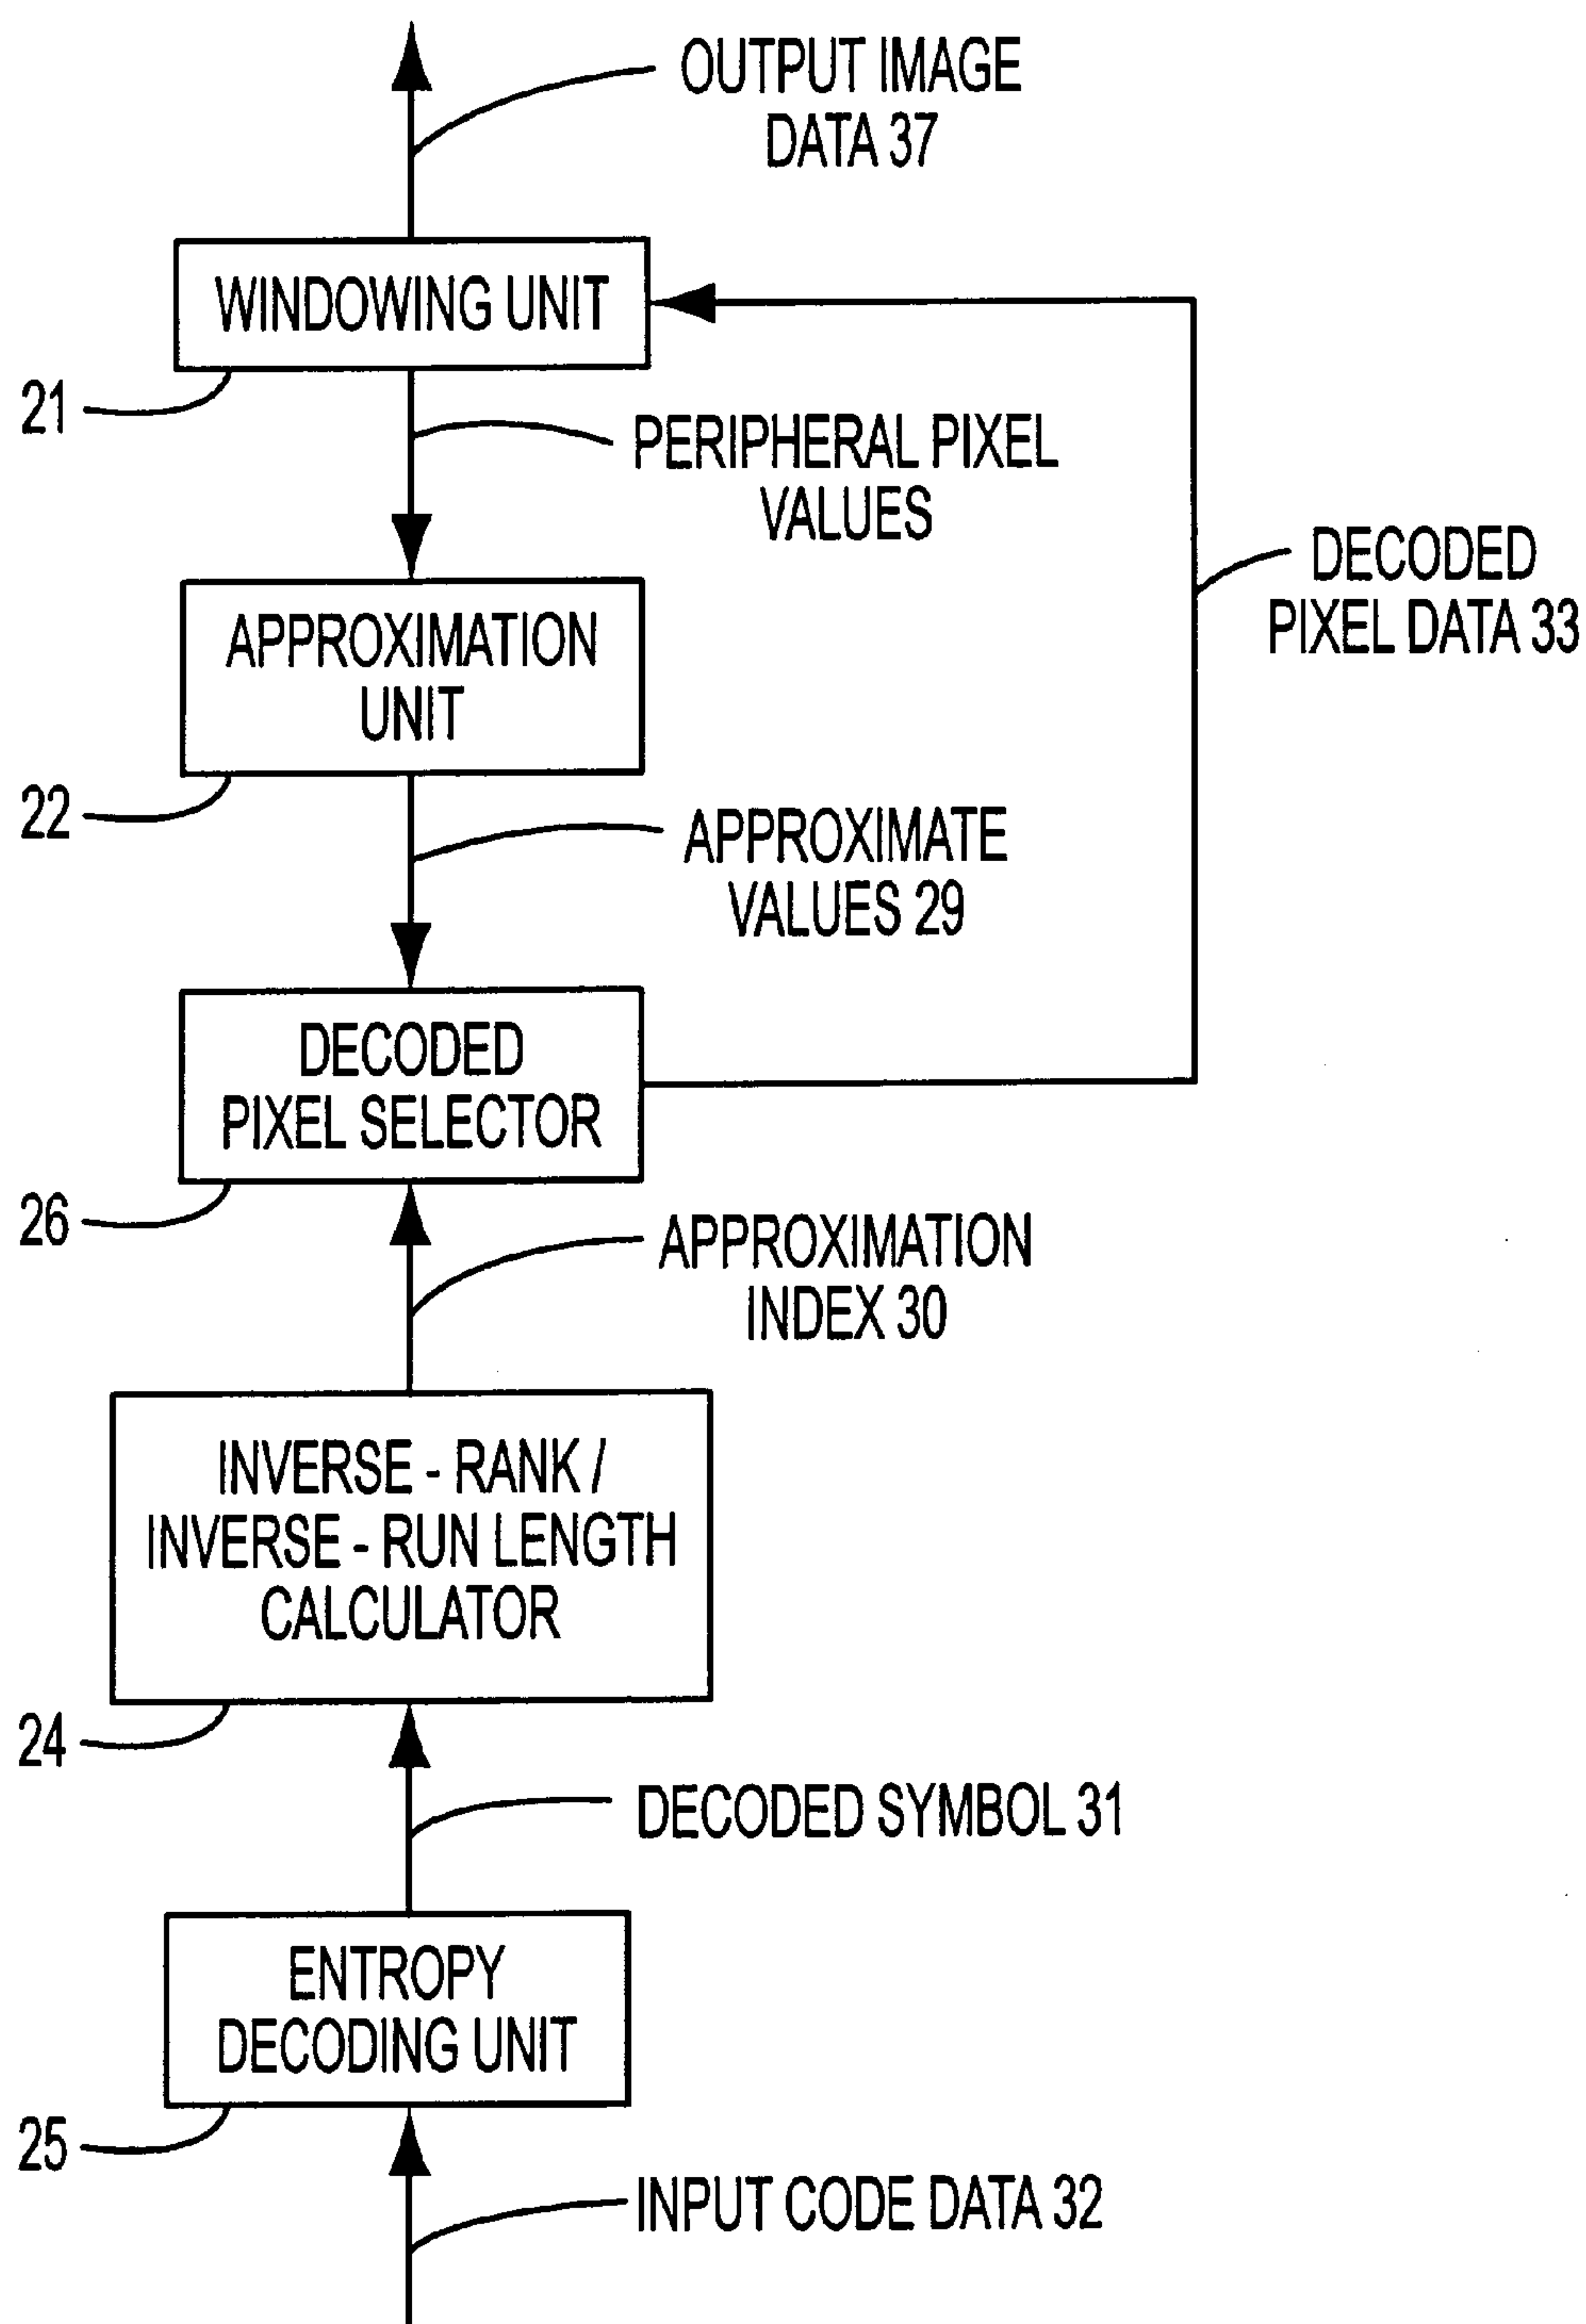 OUTPUT IMAGE
DATA 37
WINDOWING UNIT
21
PERIPHERAL PIXEL
VALUES
DECODED
PIXEL DATA 33
APPROXIMATION
UNIT
22
APPROXIMATE
VALUES 29
DECODED
PIXEL SELECTOR
26
APPROXIMATION
INDEX 30
INVERSE - RANK /
INVERSE - RUN LENGTH
CALCULATOR
24
DECODED SYMBOL 31
ENTROPY
DECODING UNIT
25
INPUT CODE DATA 32